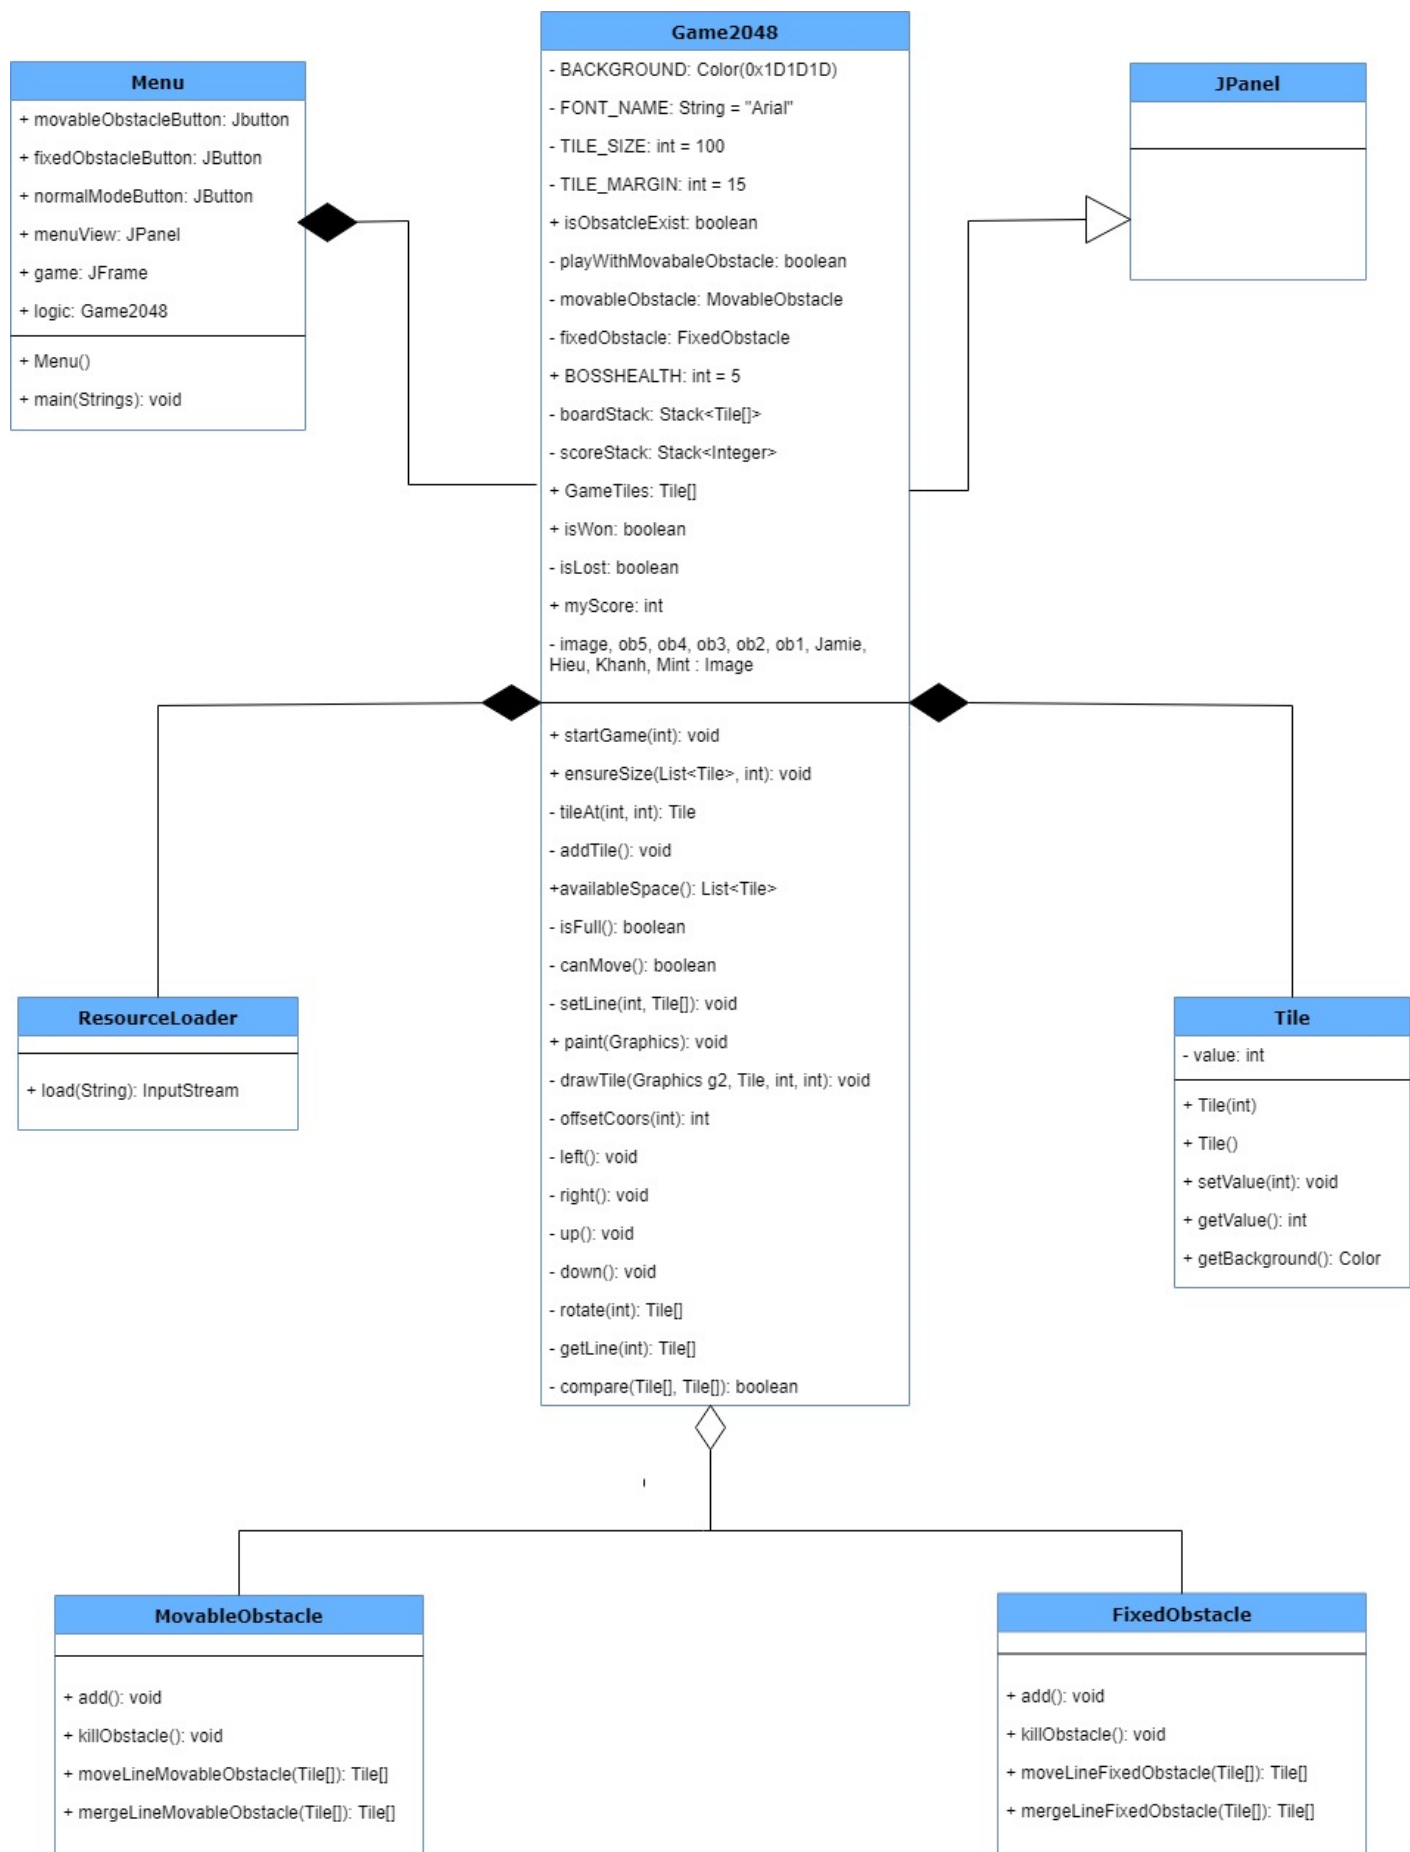 Game2048
- BACKGROUND: Color(0x1D1D1D)
- FONT_NAME: String = "Arial"
- TILE_SIZE: int = 100
- TILE_MARGIN: int = 15
+ isObsatcleExist: boolean
- playWithMovabaleObstacle: boolean
- movableObstacle: MovableObstacle
- fixedObstacle: FixedObstacle
+ BOSSHEALTH: int = 5
- boardStack: Stack<Tile[]>
- scoreStack: Stack<Integer>
+ GameTiles: Tile[]
+ isWon: boolean
- isLost: boolean
+ myScore: int
- image, ob5, ob4, ob3, ob2, ob1, Jamie,
Hieu, Khanh, Mint : Image
+ startGame(int): void
+ ensureSize(List<Tile>, int): void
- tileAt(int, int): Tile
- addTile(): void
+availableSpace(): List<Tile>
- isFull(): boolean
- canMove(): boolean
- setLine(int, Tile[]): void
+ paint(Graphics): void
- drawTile(Graphics g2, Tile, int, int): void
- offsetCoors(int): int
- left(): void
- right(): void
- up(): void
- down(): void
- rotate(int): Tile[]
- getLine(int): Tile[]
- compare(Tile[], Tile[]): boolean
Menu
+ movableObstacleButton: Jbutton
+ fixedObstacleButton: JButton
+ normalModeButton: JButton
+ menuView: JPanel
+ game: JFrame
+ logic: Game2048
+ Menu()
+ main(Strings): void
JPanel
ResourceLoader
+ load(String): InputStream
Tile
- value: int
+ Tile(int)
+ Tile()
+ setValue(int): void
+ getValue(): int
+ getBackground(): Color
MovableObstacle
+ add(): void
+ killObstacle(): void
+ moveLineMovableObstacle(Tile[]): Tile[]
+ mergeLineMovableObstacle(Tile[]): Tile[]
FixedObstacle
+ add(): void
+ killObstacle(): void
+ moveLineFixedObstacle(Tile[]): Tile[]
+ mergeLineFixedObstacle(Tile[]): Tile[]